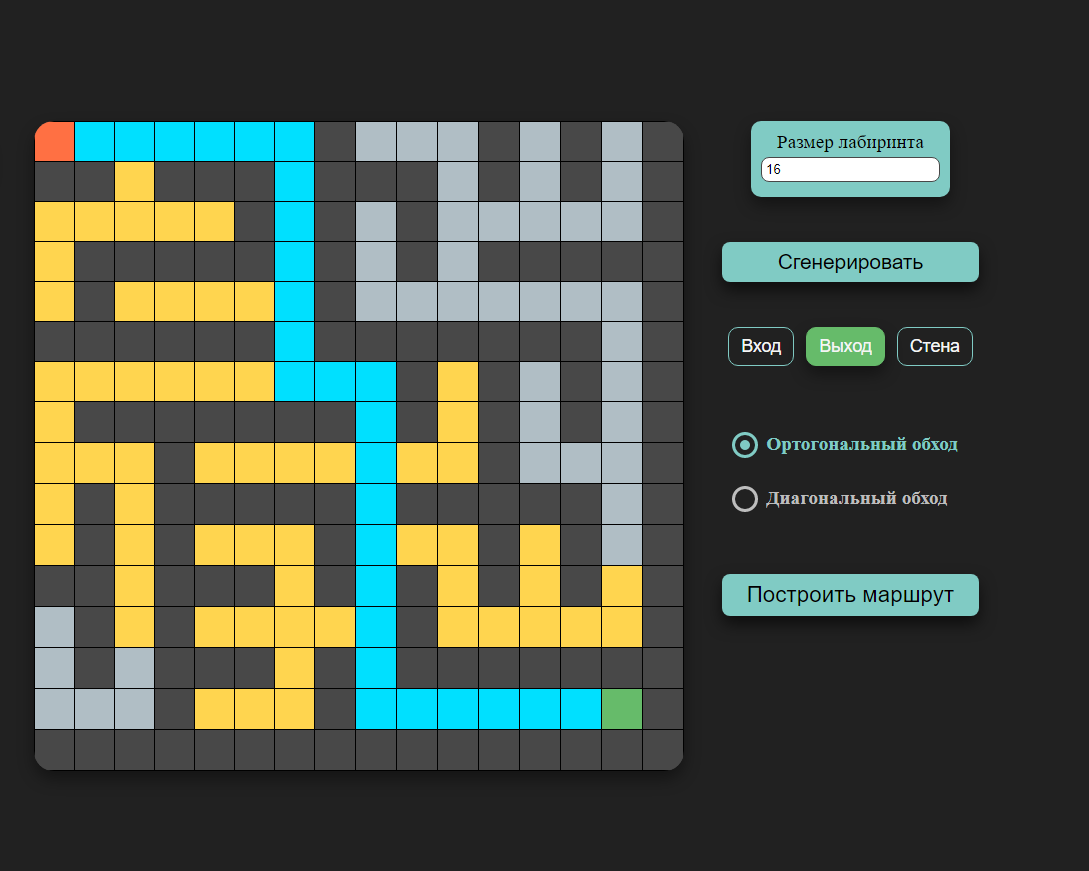 Размер лабиринта
16
Сгенерировать
Вход Выход Стена
Ортогональный обход
Диагональный обход
Построить маршрут